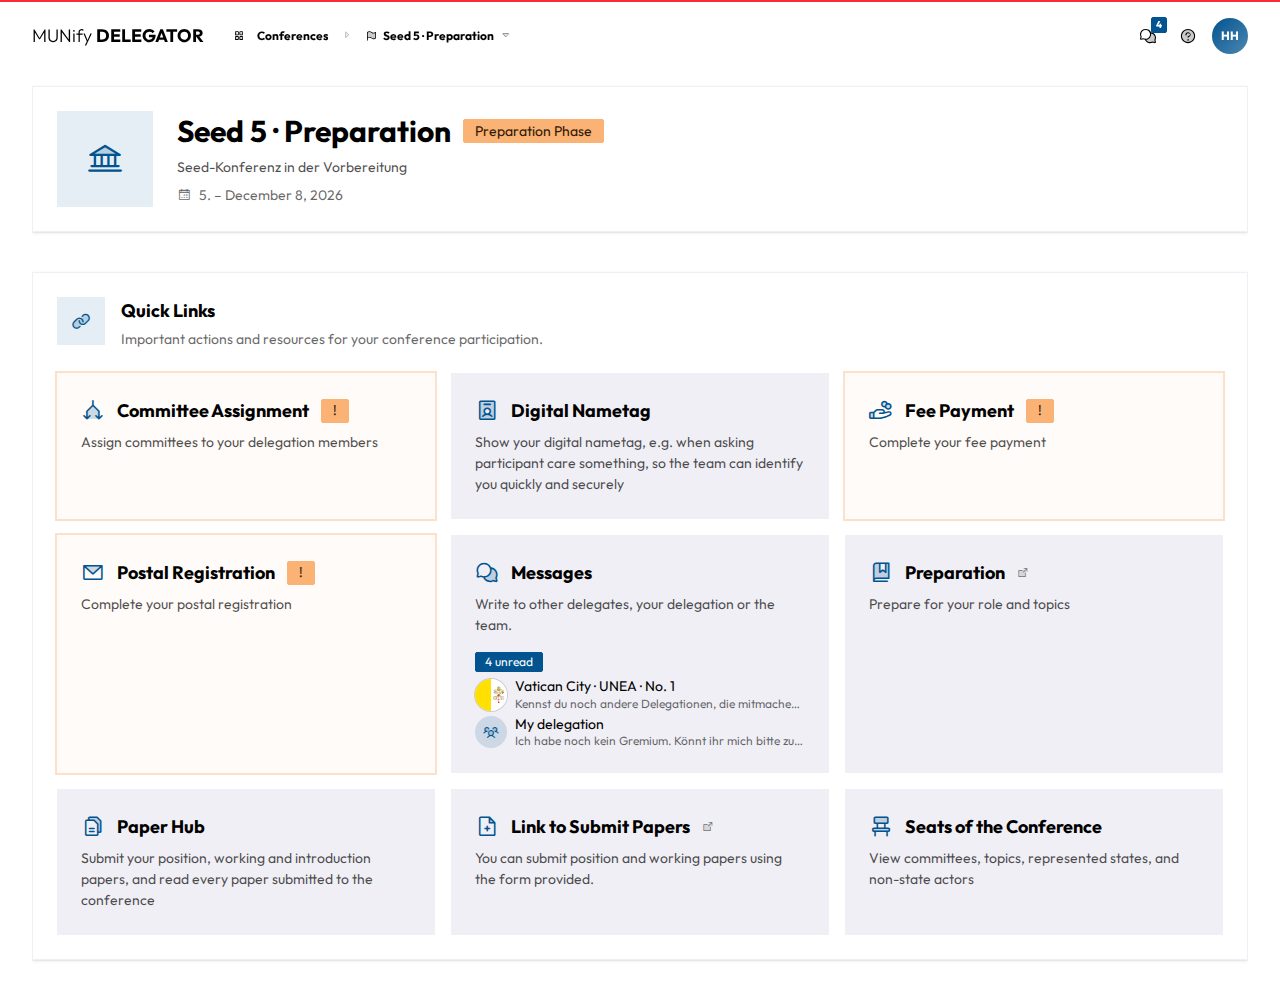 MUNify DELEGATOR Conferences Seed 5 · Preparation 4 HH
Seed 5 · Preparation Preparation Phase
Seed-Konferenz in der Vorbereitung
5. – December 8, 2026
Quick Links
Important actions and resources for your conference participation.
Committee Assignment !
Assign committees to your delegation members
Digital Nametag
Show your digital nametag, e.g. when asking
participant care something, so the team can identify
you quickly and securely
Fee Payment !
Complete your fee payment
Postal Registration !
Complete your postal registration
Messages
Write to other delegates, your delegation or the
team.
4 unread
Vatican City · UNEA · No. 1
Kennst du noch andere Delegationen, die mitmache...
My delegation
Ich habe noch kein Gremium. Könnt ihr mich bitte zu...
Preparation
Prepare for your role and topics
Paper Hub
Submit your position, working and introduction
papers, and read every paper submitted to the
conference
Link to Submit Papers
You can submit position and working papers using
the form provided.
Seats of the Conference
View committees, topics, represented states, and
non-state actors